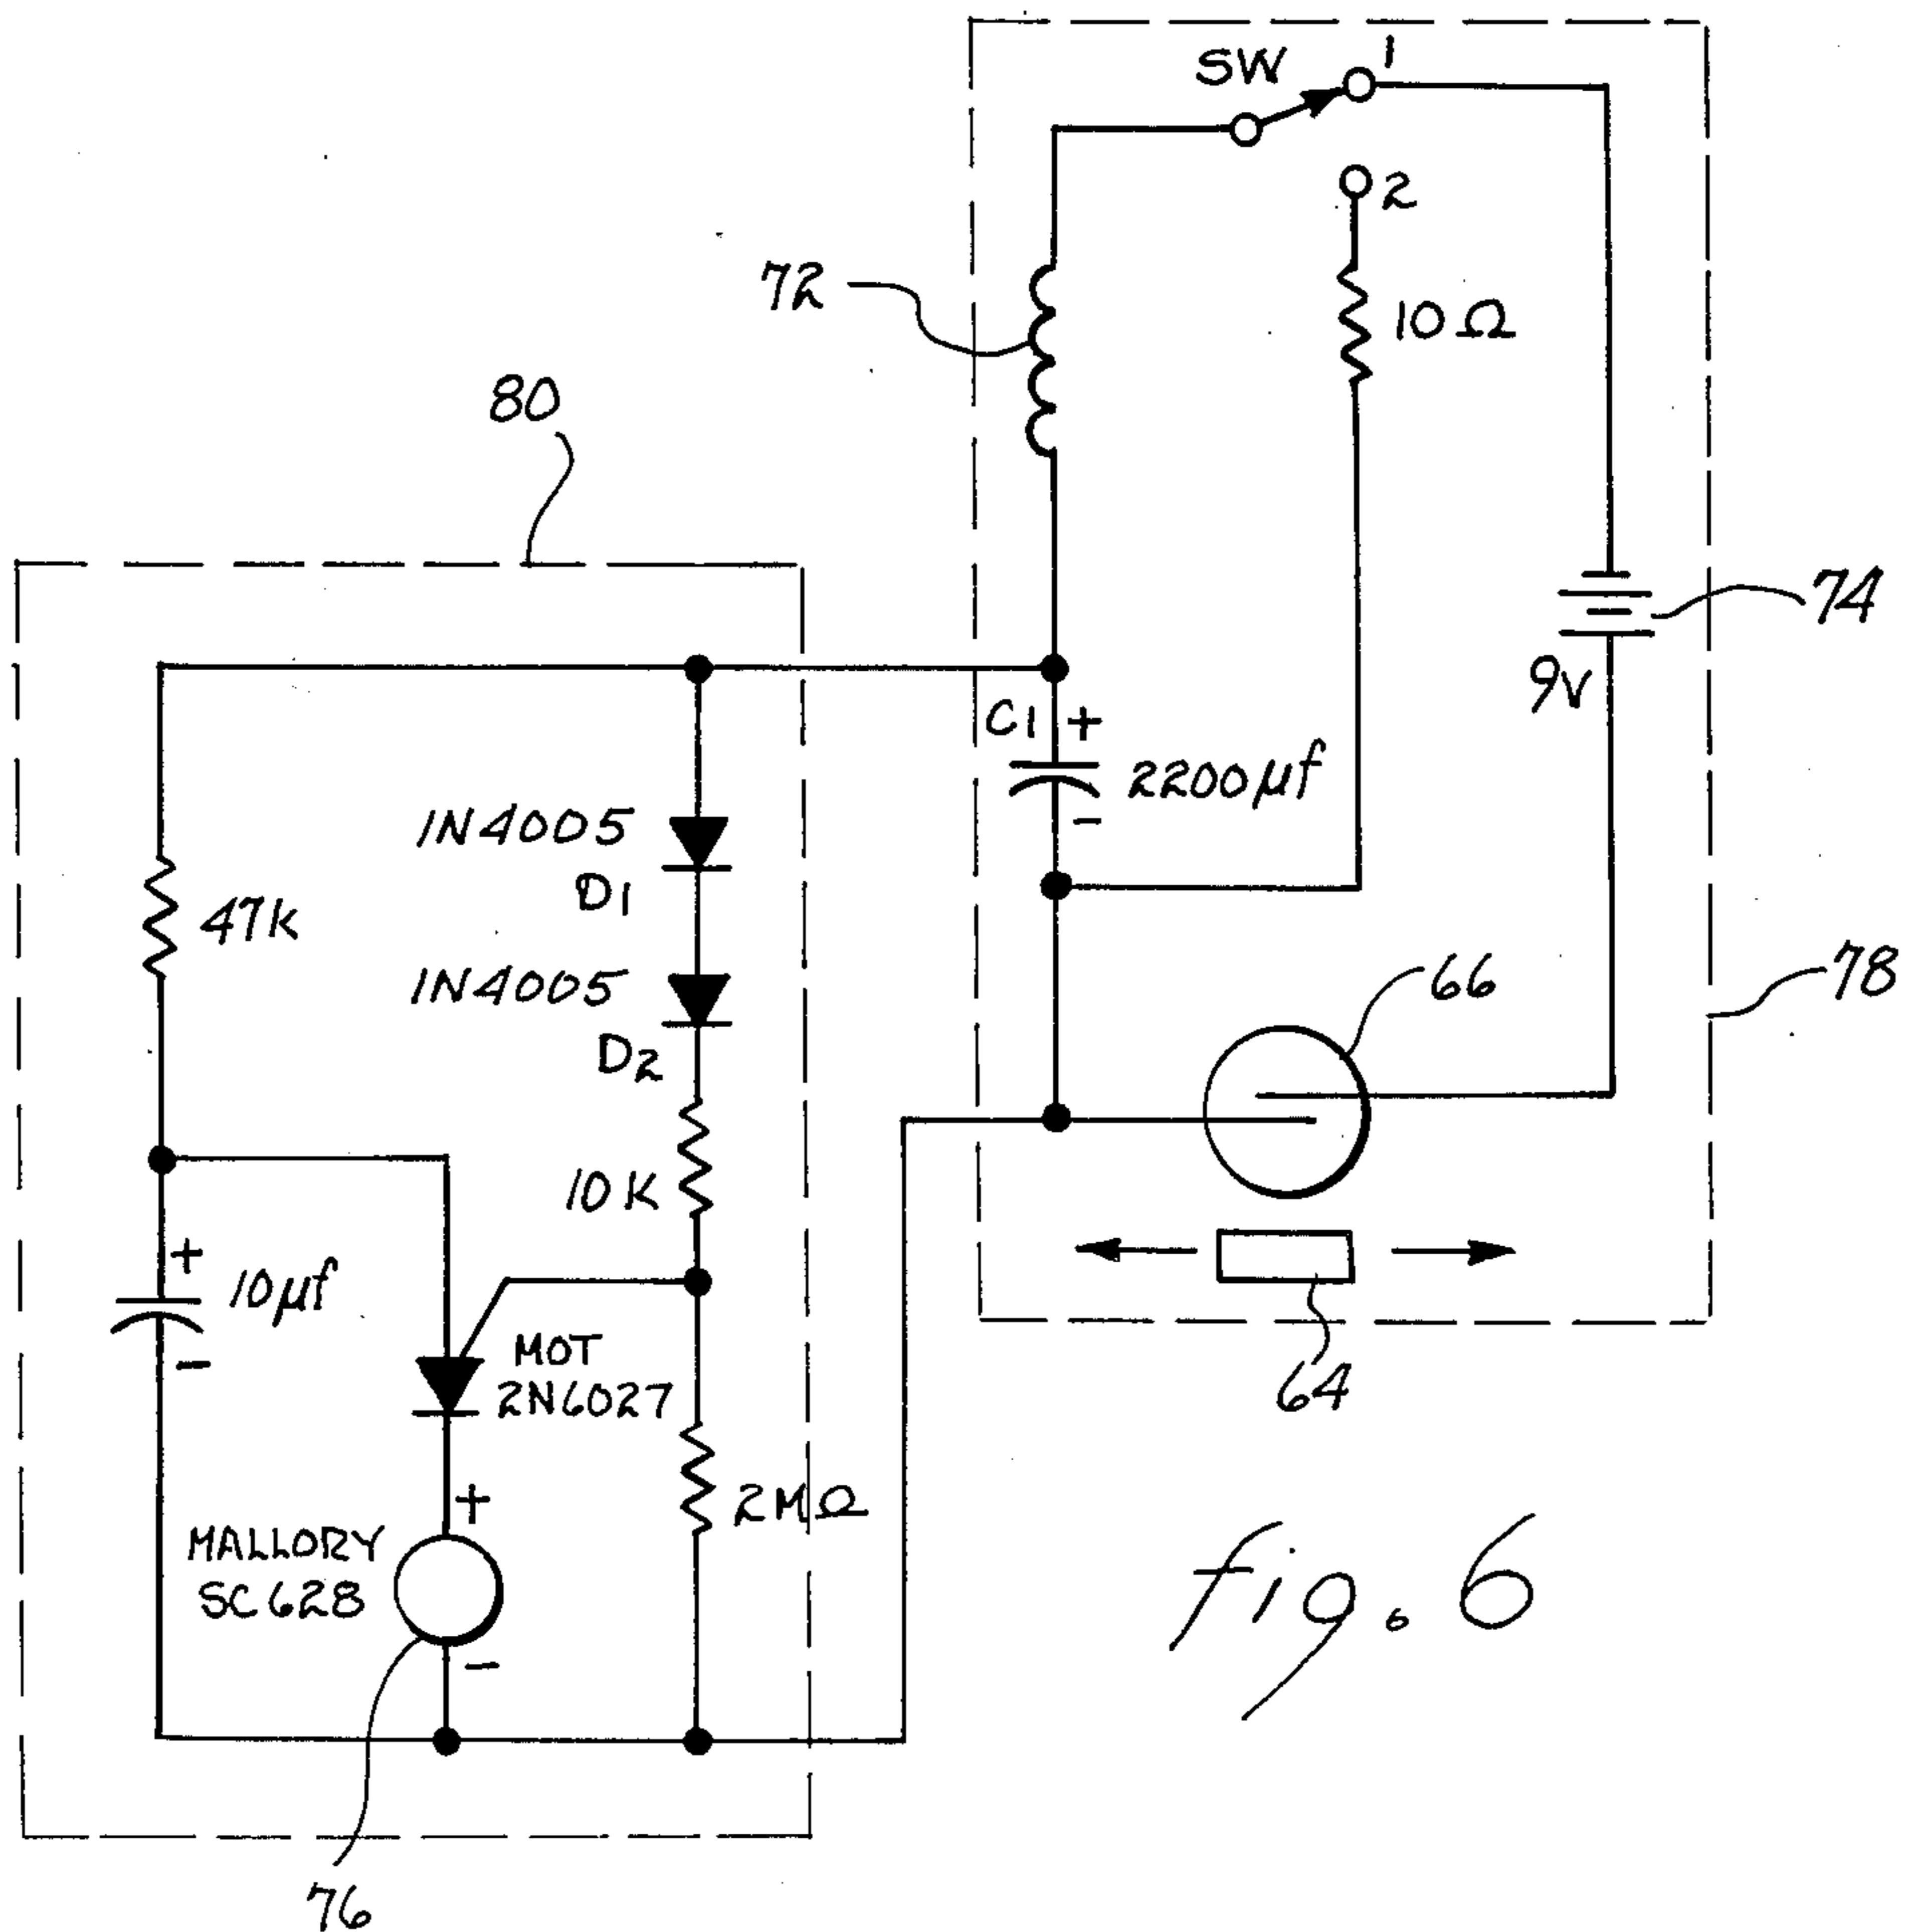 SW
1
2
72
10Ω
80
74
9V
C1
+
2200µf
-
1N4005
D1
47K
1N4005
D2
66
78
10K
+
10µf
-
MOT
2N6027
64
+
2MΩ
MALLORY
SC628
-
fig. 6
76